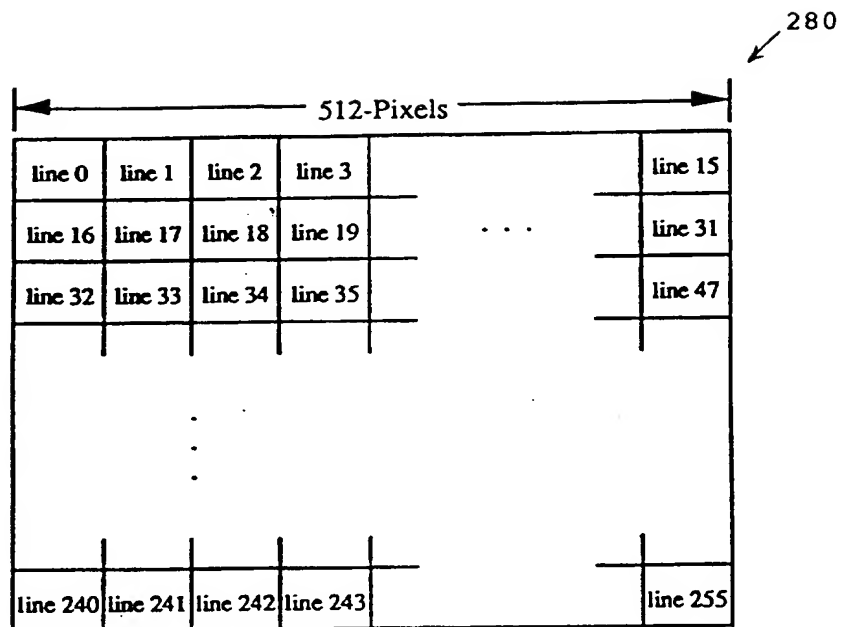 280
512-Pixels
line 0 line 1 line 2 line 3 line 15
line 16 line 17 line 18 line 19 . . . line 31
line 32 line 33 line 34 line 35 line 47
line 240 line 241 line 242 line 243 line 255